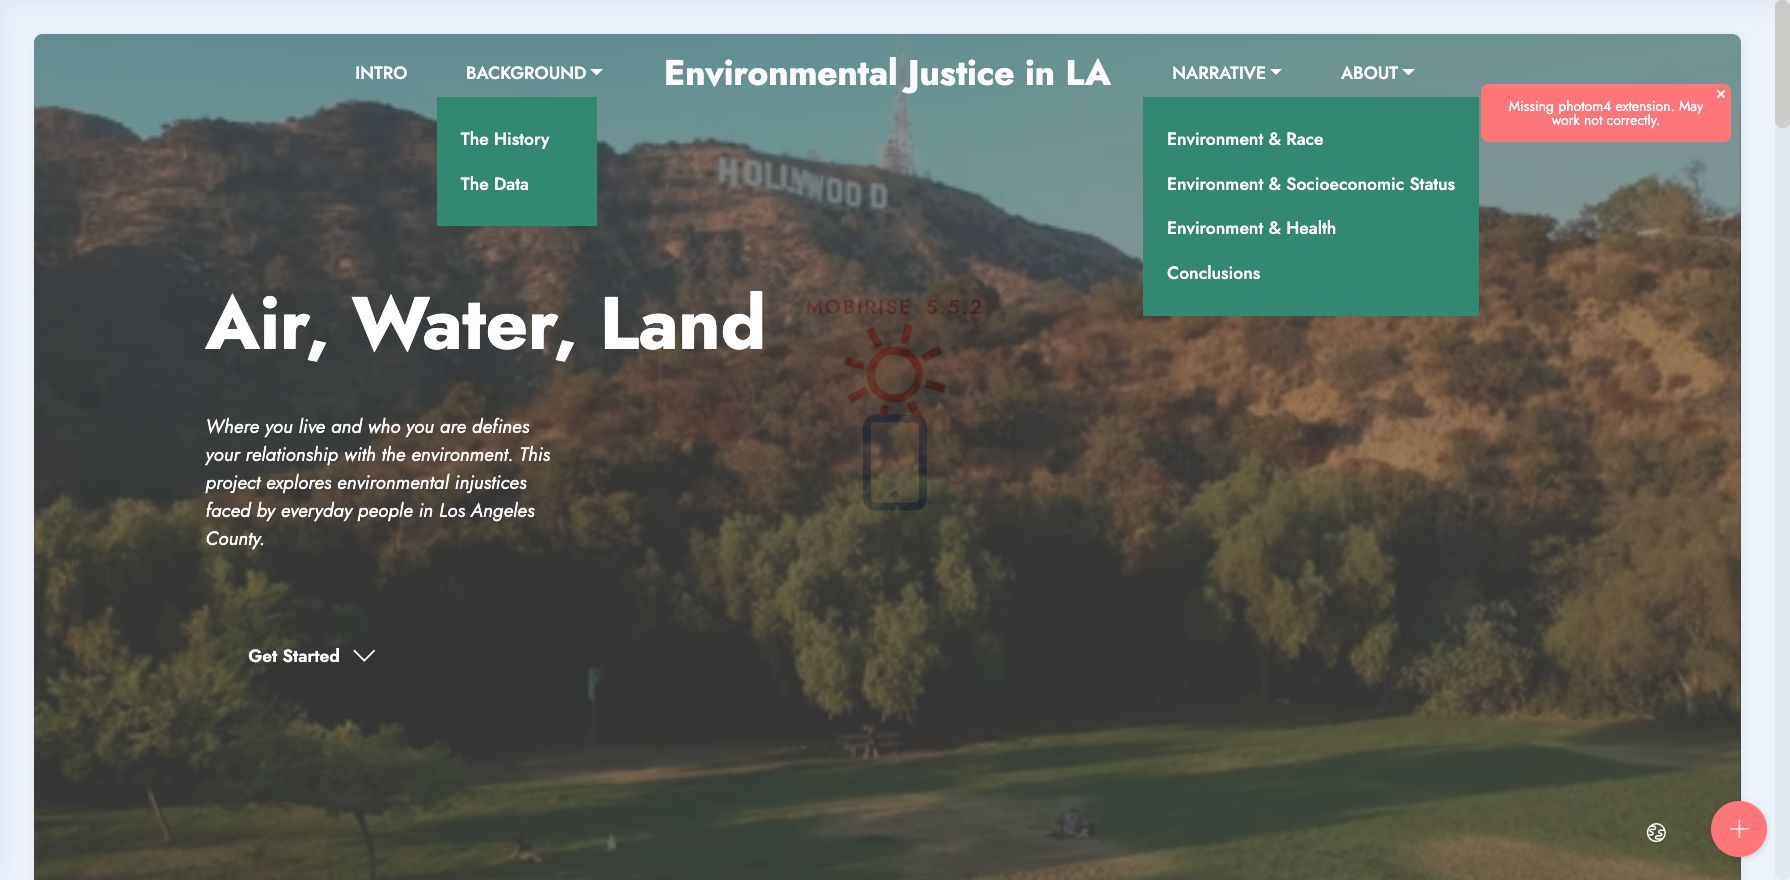 INTRO
BACKGROUND
Environmental Justice in LA
NARRATIVE
ABOUT
Missing photom4 extension. May
work not correctly.
The History
The Data
Environment & Race
Environment & Socioeconomic Status
Environment & Health
Conclusions
HOLLYWOOD
MOBIRISE 5.5.2
Air, Water, Land
Where you live and who you are defines
your relationship with the environment. This
project explores environmental injustices
faced by everyday people in Los Angeles
County.
Get Started